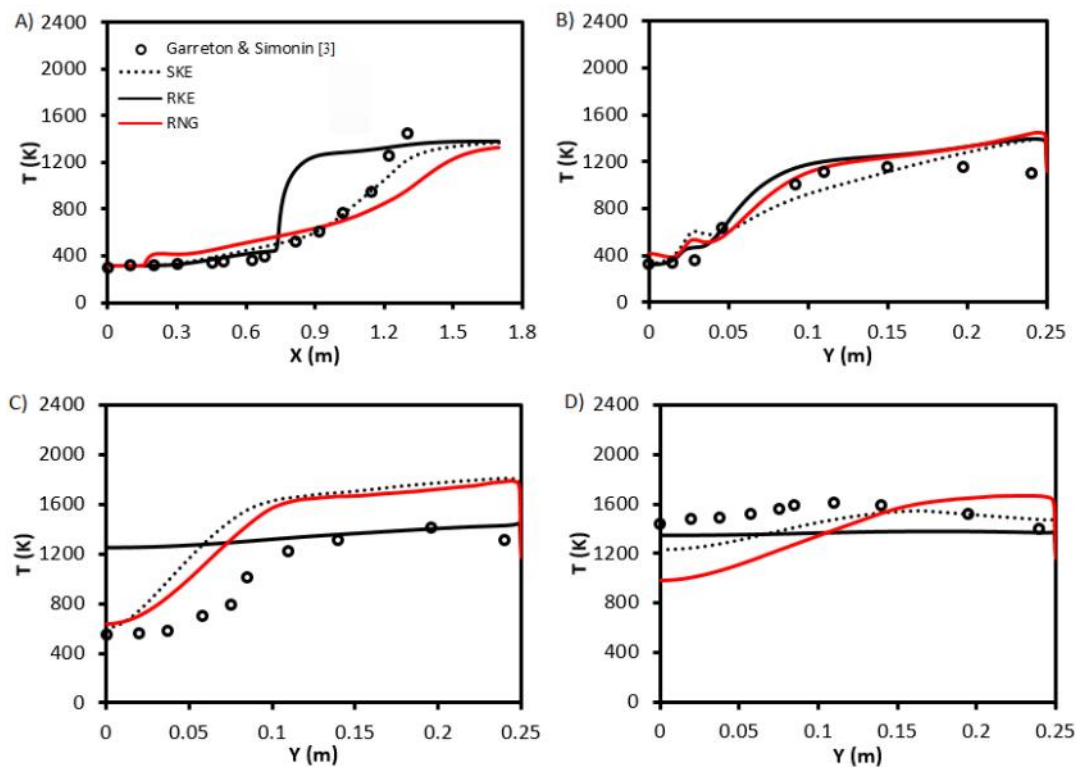 A)
2400
2000
1600
1200
800
400
0
T (K)
Garreton & Simonin [3]
SKE
RKE
RNG
0 0.3 0.6 0.9 1.2 1.5 1.8
X (m)
B)
2400
2000
1600
1200
800
400
0
T (K)
0 0.05 0.1 0.15 0.2 0.25
Y (m)
C)
2400
2000
1600
1200
800
400
0
T (K)
0 0.05 0.1 0.15 0.2 0.25
Y (m)
D)
2400
2000
1600
1200
800
400
0
T (K)
0 0.05 0.1 0.15 0.2 0.25
Y (m)